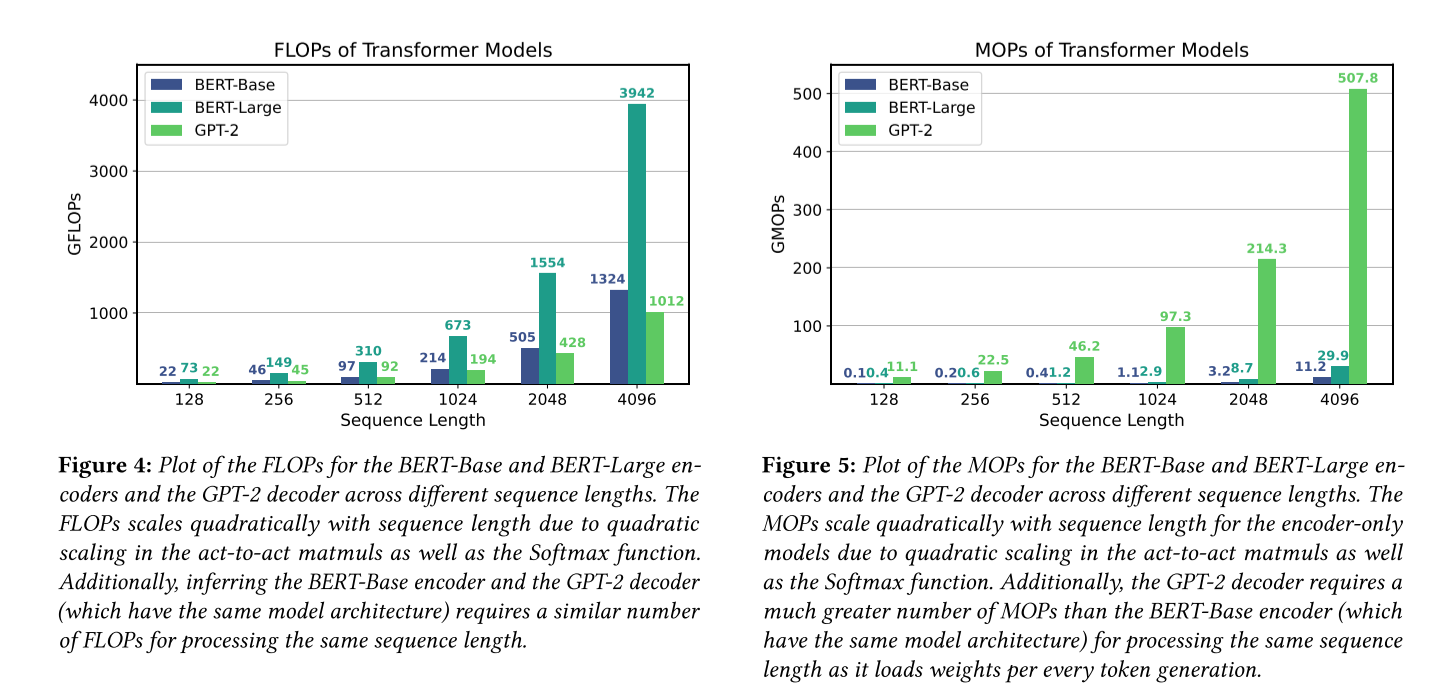 FLOPs of Transformer Models
BERT-Base
BERT-Large
GPT-2
GFLOPs
4000
3000
2000
1000
22 73 22
46 149 45
97 310 92
214 673 194
505 1554 428
1324 3942 1012
128 256 512 1024 2048 4096
Sequence Length
Figure 4: Plot of the FLOPs for the BERT-Base and BERT-Large en-
coders and the GPT-2 decoder across different sequence lengths. The
FLOPs scales quadratically with sequence length due to quadratic
scaling in the act-to-act matmuls as well as the Softmax function.
Additionally, inferring the BERT-Base encoder and the GPT-2 decoder
(which have the same model architecture) requires a similar number
of FLOPs for processing the same sequence length.
MOPs of Transformer Models
BERT-Base
BERT-Large
GPT-2
GMOPs
500
400
300
200
100
0.1 0.4 11.1
0.2 0.6 22.5
0.4 1.2 46.2
1.1 2.9 97.3
3.2 8.7 214.3
11.2 29.9 507.8
128 256 512 1024 2048 4096
Sequence Length
Figure 5: Plot of the MOPs for the BERT-Base and BERT-Large en-
coders and the GPT-2 decoder across different sequence lengths. The
MOPs scale quadratically with sequence length for the encoder-only
models due to quadratic scaling in the act-to-act matmuls as well
as the Softmax function. Additionally, the GPT-2 decoder requires a
much greater number of MOPs than the BERT-Base encoder (which
have the same model architecture) for processing the same sequence
length as it loads weights per every token generation.